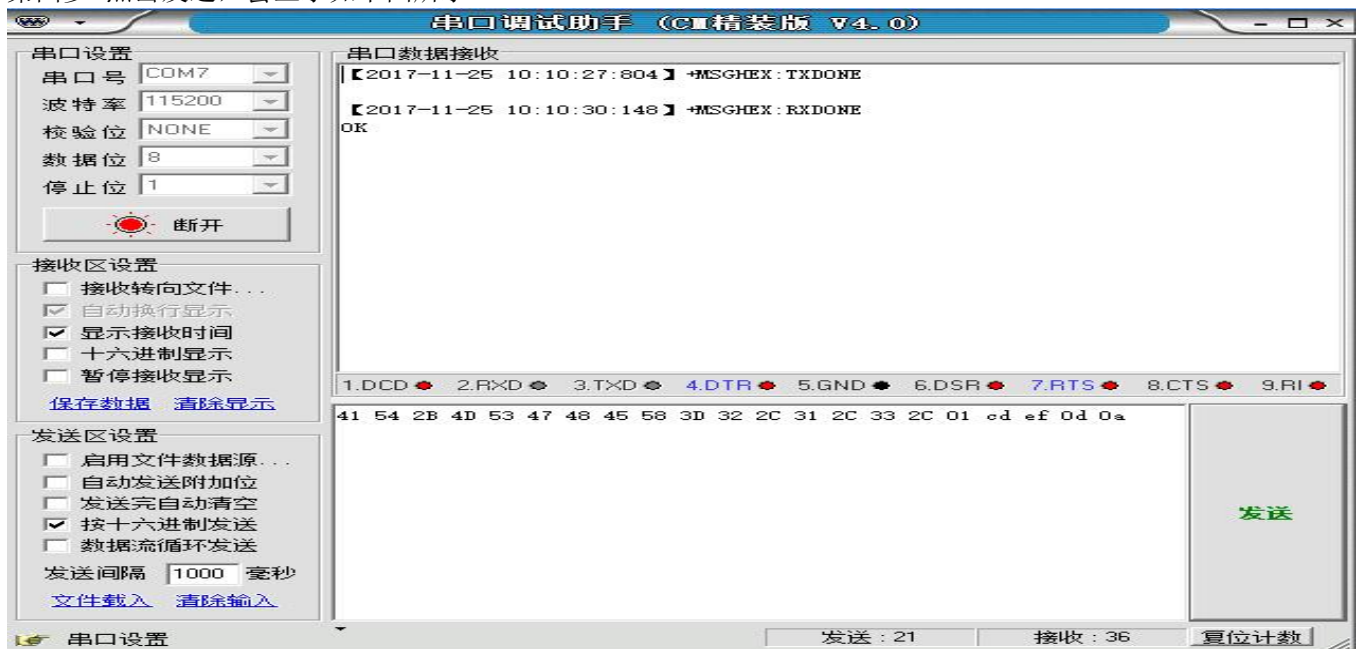 串口调试助手 (CM精装版 V4.0)
串口设置
串口号 COM7
波特率 115200
校验位 NONE
数据位 8
停止位 1
断开
接收区设置
接收转向文件...
自动换行显示
显示接收时间
十六进制显示
暂停接收显示
保存数据 清除显示
发送区设置
启用文件数据源...
自动发送附加位
发送完自动清空
按十六进制发送
数据流循环发送
发送间隔 1000 毫秒
文件载入 清除输入
串口数据接收
【2017-11-25 10:10:27:804】+MSGHEX:TXDONE
【2017-11-25 10:10:30:148】+MSGHEX:RXDONE
OK
1.DCD 2.RXD 3.TXD 4.DTR 5.GND 6.DSR 7.RTS 8.CTS 9.RI
41 54 2B 4D 53 47 48 45 58 3D 32 2C 31 2C 33 2C 01 cd ef 0d 0a
发送
串口设置
发送:21 接收:36 复位计数